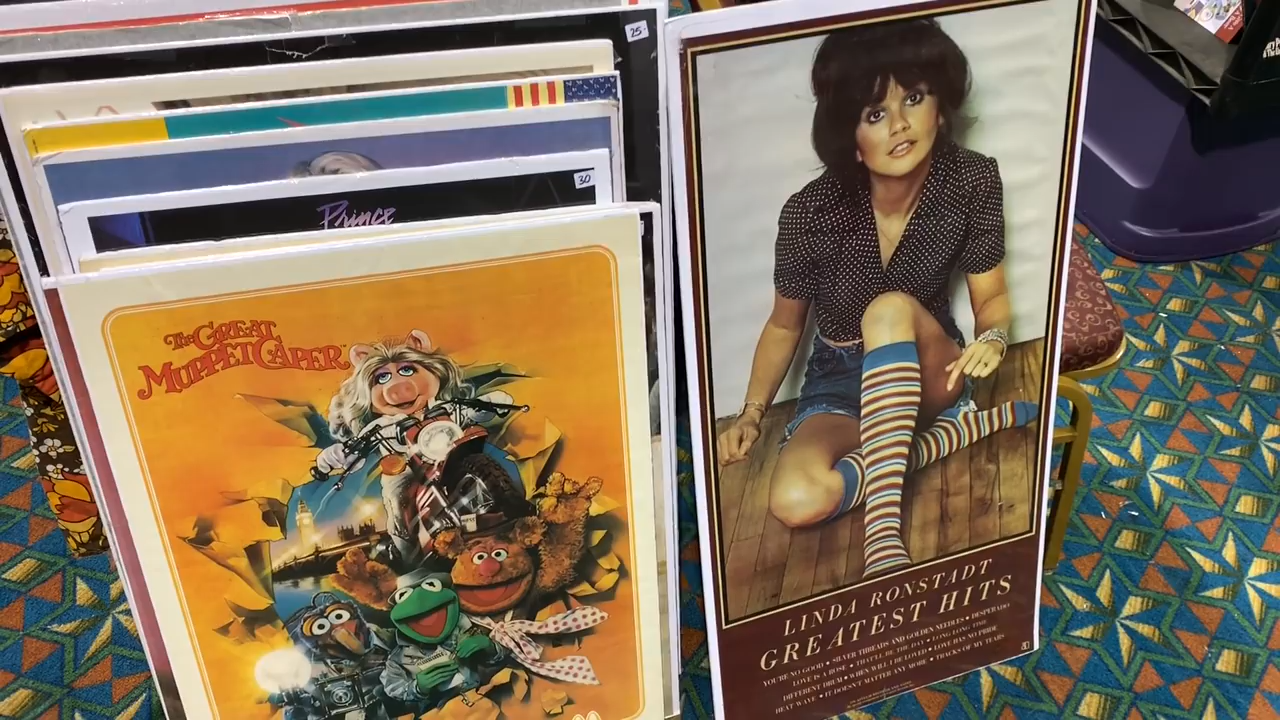 25-
30
Prince
The GREAT
MUPPET CAPER™
PRESS
LINDA RONSTADT
GREATEST HITS
YOU'RE NO GOOD • SILVER THREADS AND GOLDEN NEEDLES • DESPERADO
LOVE IS A ROSE • THAT'LL BE THE DAY • LONG LONG TIME
DIFFERENT DRUM • WHEN WILL I BE LOVED • LOVE HAS NO PRIDE
HEAT WAVE • IT DOESN'T MATTER ANY MORE • TRACKS OF MY TEARS